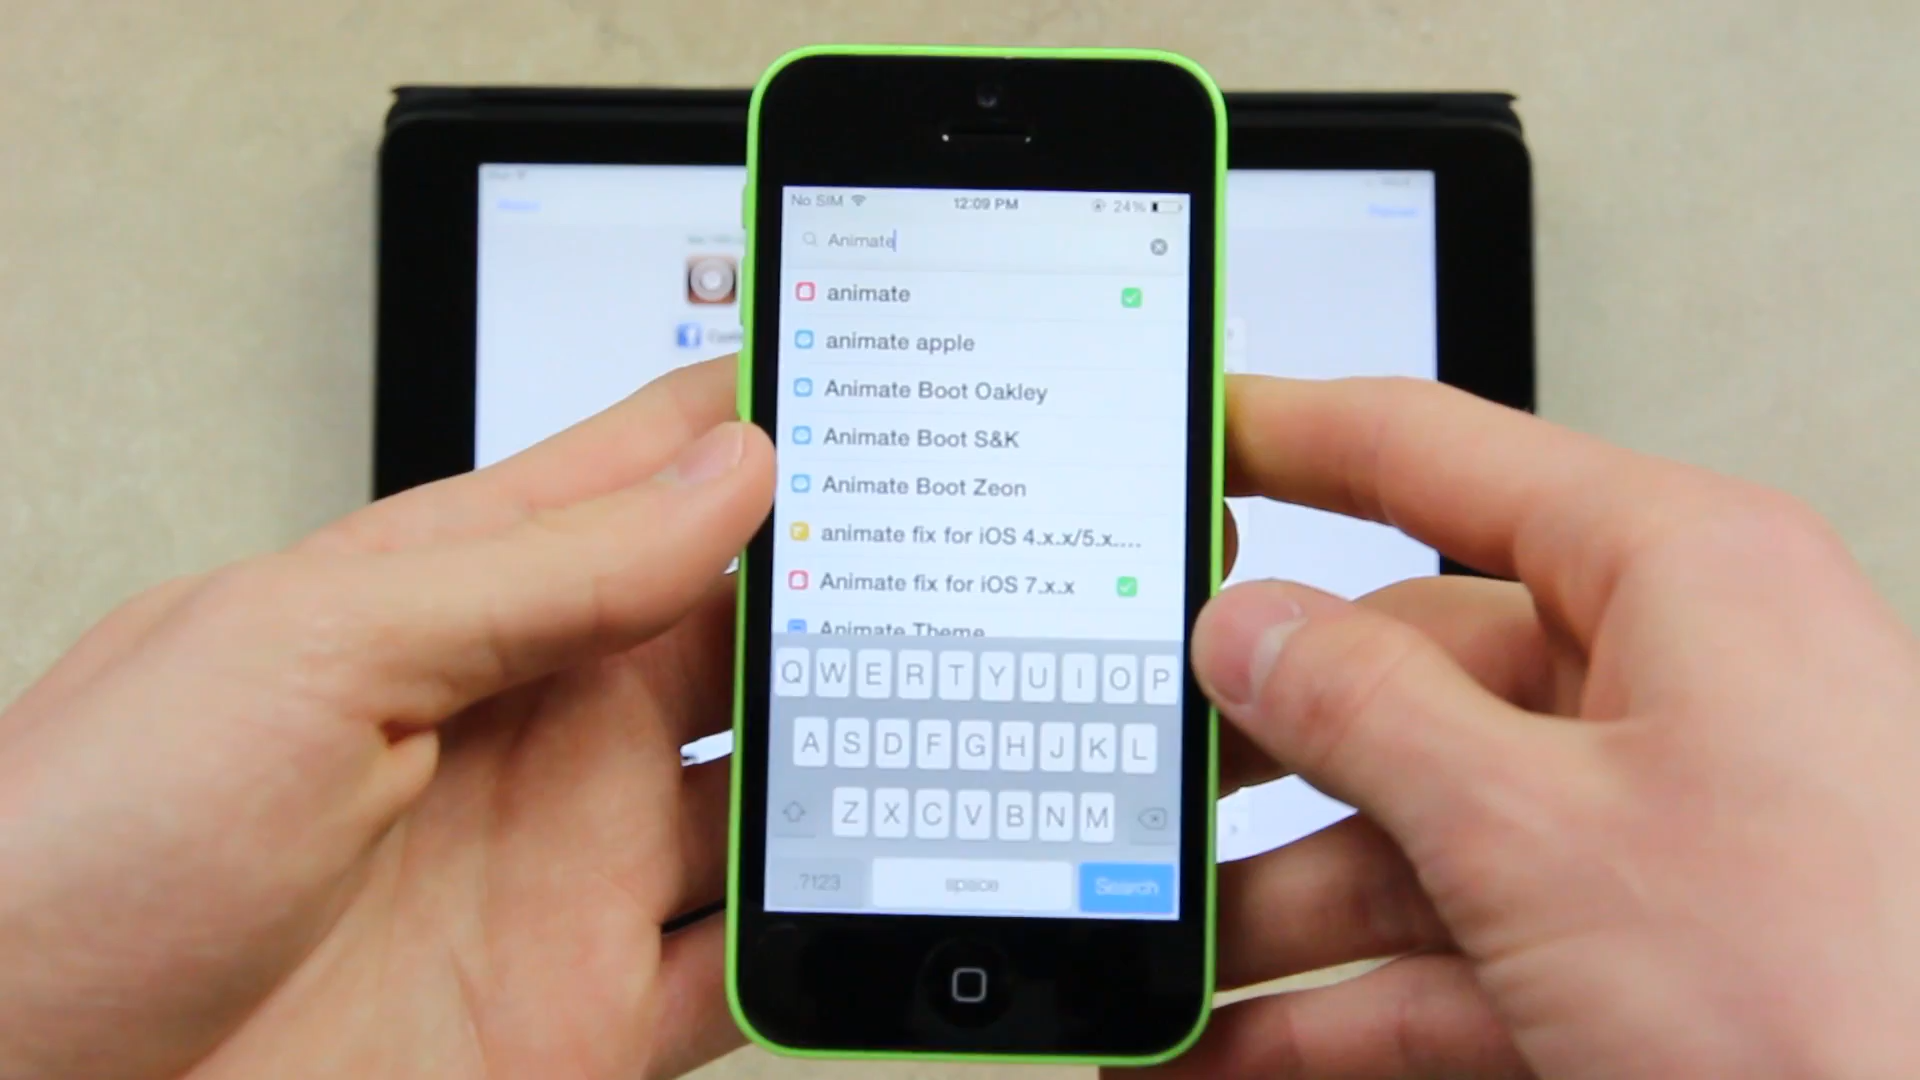 No SIM 12:09 PM 24%
Animate
animate
animate apple
Animate Boot Oakley
Animate Boot S&K
Animate Boot Zeon
animate fix for iOS 4.x.x/5.x....
Animate fix for iOS 7.x.x
Animate Theme
Q W E R T Y U I O P
A S D F G H J K L
Z X C V B N M
.?123 space Search